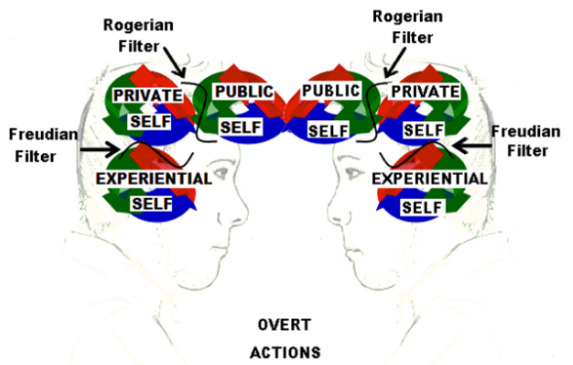 Rogerian
Filter
Rogerian
Filter
PRIVATE
SELF
PUBLIC
SELF
PUBLIC
SELF
PRIVATE
SELF
Freudian
Filter
Freudian
Filter
EXPERIENTIAL
SELF
EXPERIENTIAL
SELF
OVERT
ACTIONS